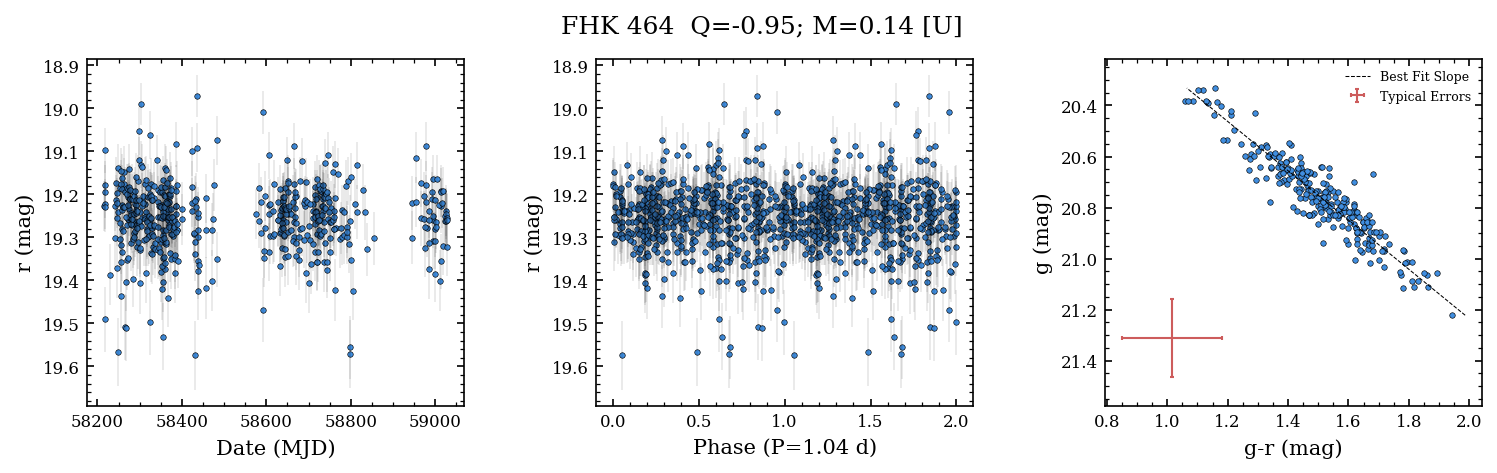 FHK 464  Q=-0.95; M=0.14 [U]
r (mag)
18.9
19.0
19.1
19.2
19.3
19.4
19.5
19.6
58200 58400 58600 58800 59000
Date (MJD)
r (mag)
18.9
19.0
19.1
19.2
19.3
19.4
19.5
19.6
0.0 0.5 1.0 1.5 2.0
Phase (P=1.04 d)
g (mag)
20.4
20.6
20.8
21.0
21.2
21.4
Best Fit Slope
Typical Errors
0.8 1.0 1.2 1.4 1.6 1.8 2.0
g-r (mag)